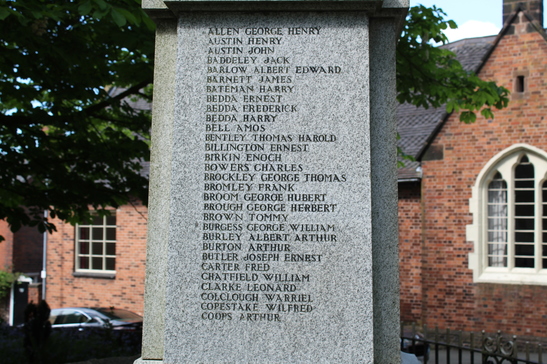 ALLEN GEORGE HENRY
AUSTIN HENRY
AUSTIN JOHN
BADDELEY JACK
BARLOW ALBERT EDWARD
BARNETT JAMES
BATEMAN HARRY
BEDDA ERNEST
BEDDA FREDERICK
BEDDA HARRY
BELL AMOS
BENTLEY THOMAS HAROLD
BILLINGTON ERNEST
BIRKIN ENOCH
BOWERS CHARLES
BROCKLEY GEORGE THOMAS
BROMLEY FRANK
BROOM GEORGE HUBERT
BROUGH GEORGE HERBERT
BROWN TOMMY
BURGESS GEORGE WILLIAM
BURLEY ALBERT ARTHUR
BURTON ARTHUR
BUTLER JOSEPH ERNEST
CARTER FRED
CHATFIELD WILLIAM
CLARKE LEONARD
COLCLOUGH WARRIEL
COPESTAKE WILFRED
COOPS ARTHUR